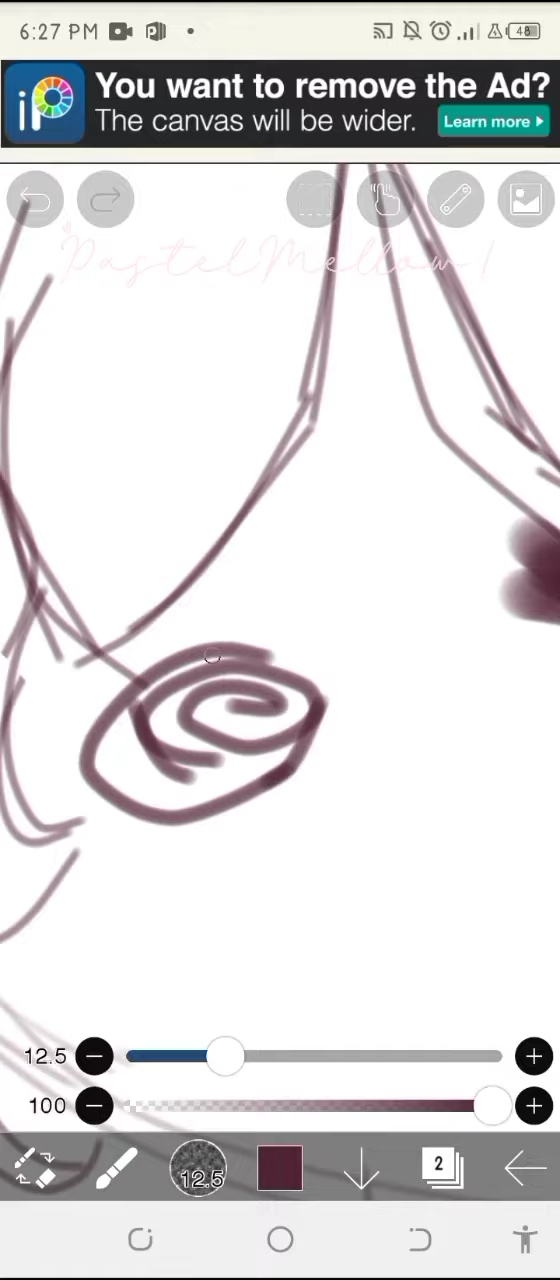 6:27 PM
48
iP
You want to remove the Ad?
The canvas will be wider.
Learn more
PastelMellow!
12.5
100
12.5
2